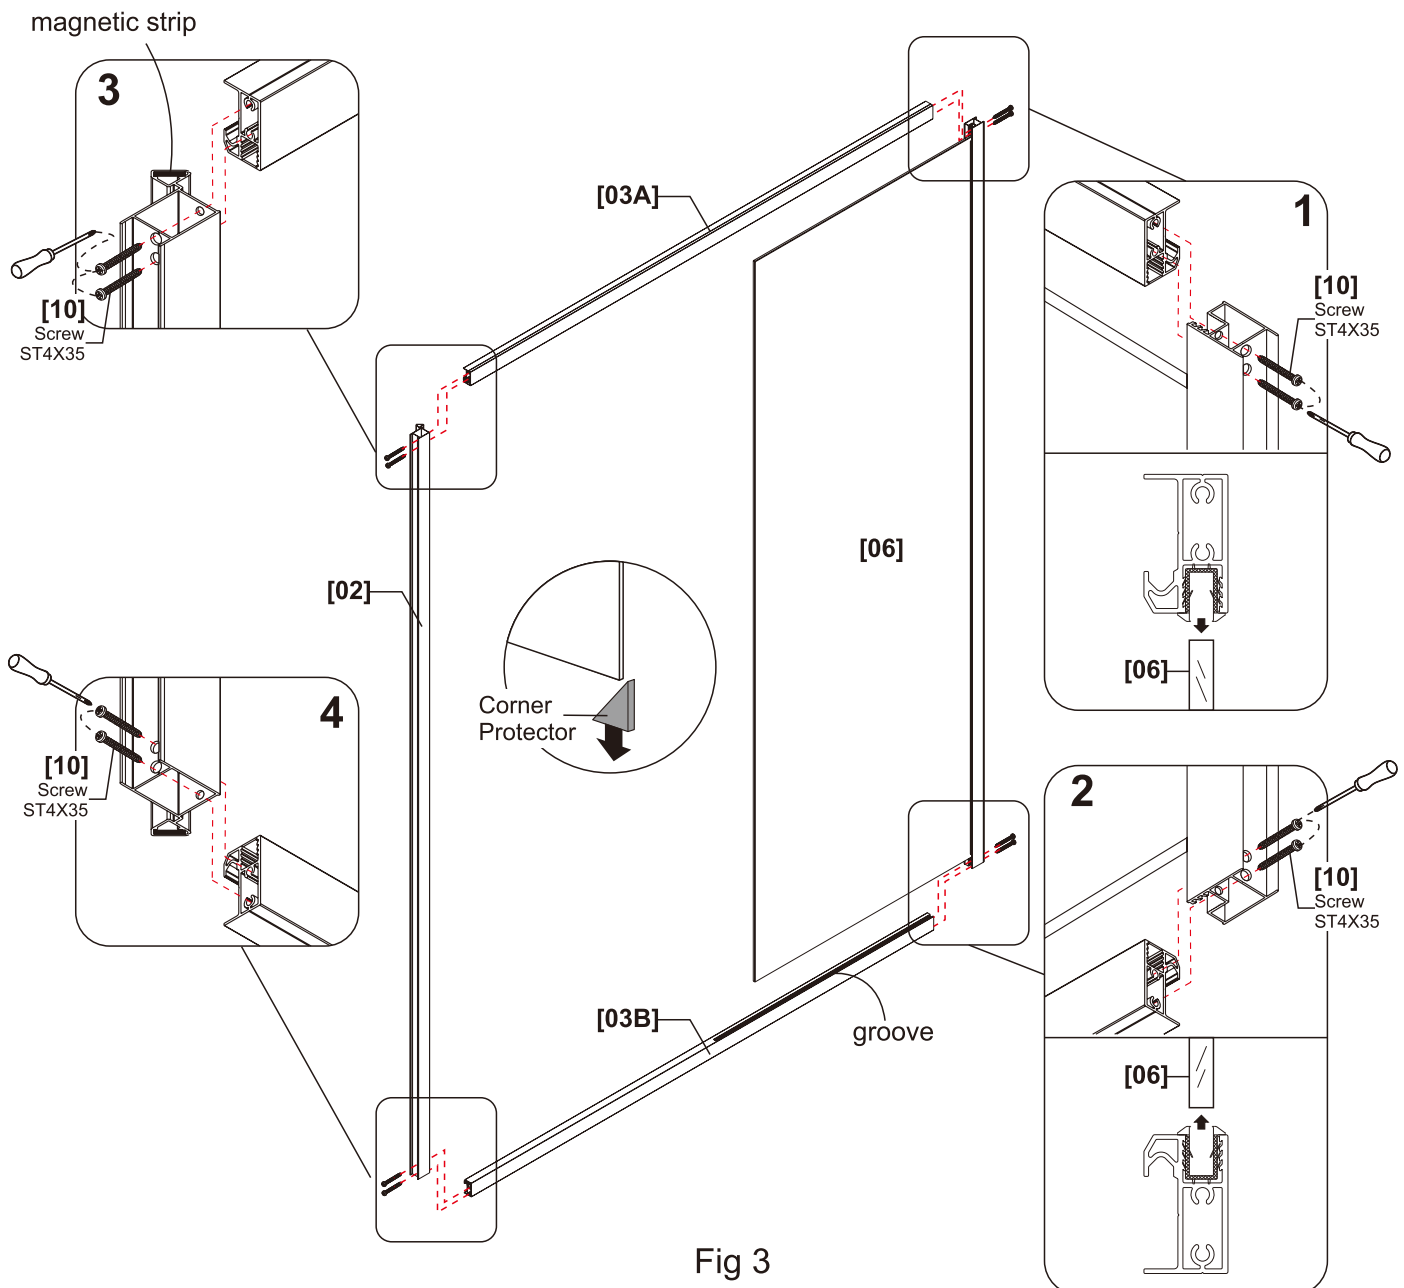 magnetic strip
3
[10]
Screw
ST4X35
[03A]
1
[10]
Screw
ST4X35
[06]
[06]
[02]
Corner
Protector
4
[10]
Screw
ST4X35
2
[10]
Screw
ST4X35
[06]
[03B]
groove
Fig 3